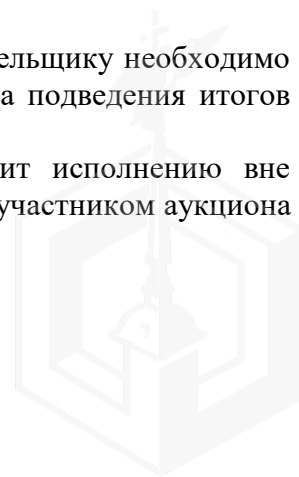 ельщику необходимо
а подведения итогов
ит исполнению вне
участником аукциона